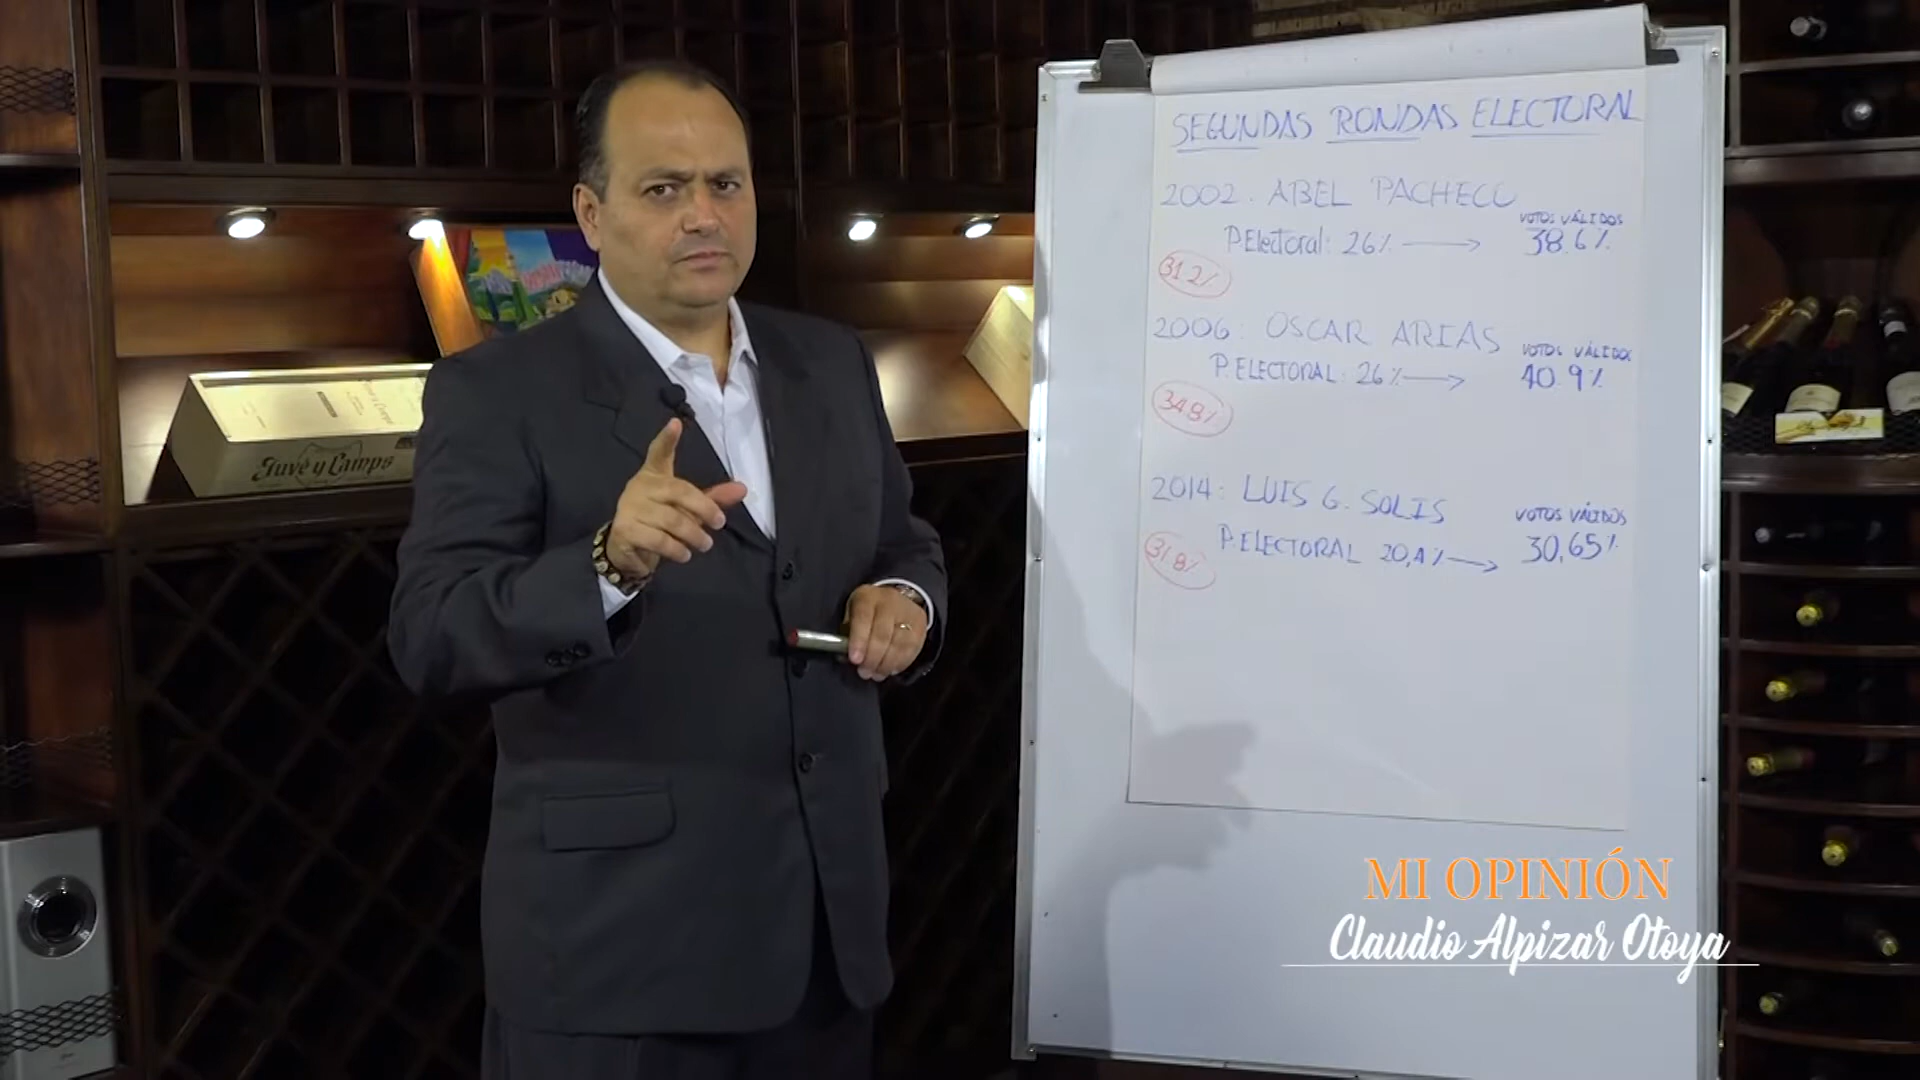 SEGUNDAS RONDAS ELECTORAL
2002. ABEL PACHECO
VOTOS VÁLIDOS
P.Electoral: 26% → 38.6%
31.2%
2006: OSCAR ARIAS
VOTOS VÁLIDOS
P.ELECTORAL: 26% → 40.9%
34.8%
2014: LUIS G. SOLIS
VOTOS VÁLIDOS
P.ELECTORAL 20,4% → 30,65%
31.8%
Juvé y Camps
MI OPINIÓN
Claudio Alpizar Otoya